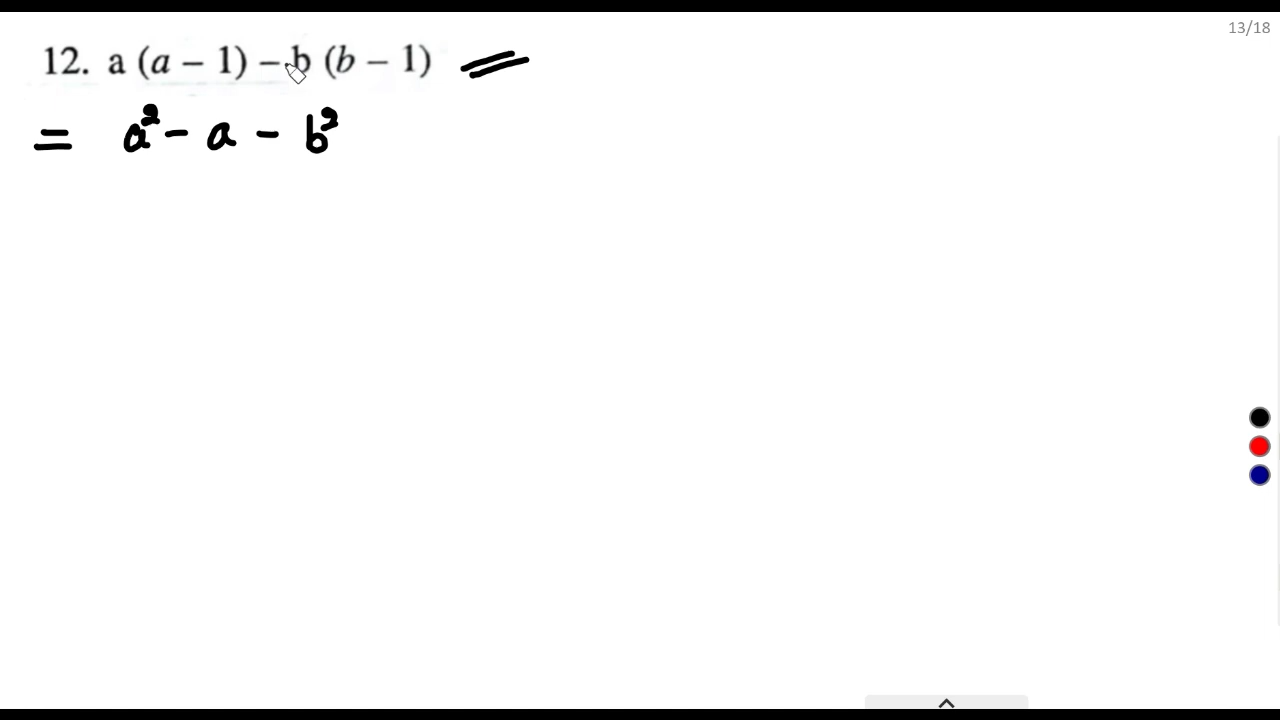 13/18
12. a (a – 1) – b (b – 1)
= a² - a - b²